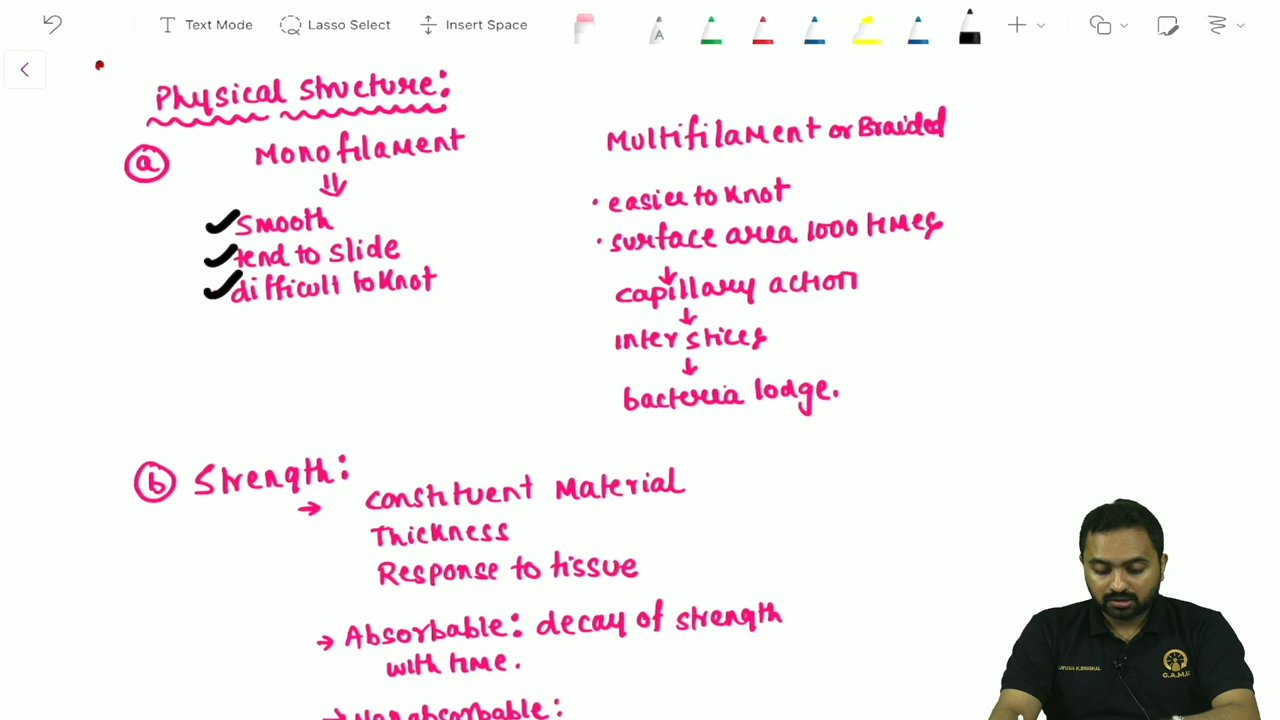 Text Mode
Lasso Select
Insert Space
Physical Structure:
a
Monofilament
Smooth
tend to slide
difficult to knot
Multifilament or Braided
• easier to knot
• surface area 1000 times
capillary action
interstices
bacteria lodge.
b Strength:
→ constituent Material
Thickness
Response to tissue
→ Absorbable: decay of strength
with time.
→ Nonabsorbable:
G.A.M.S